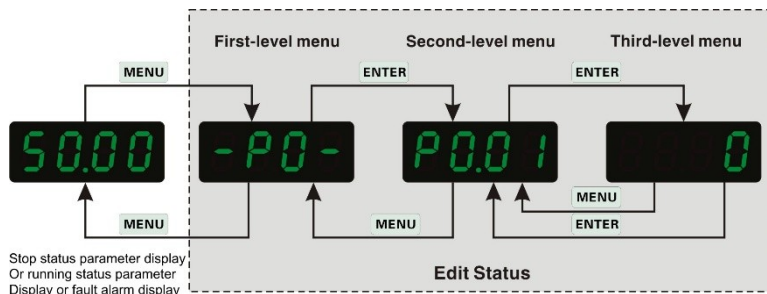 First-level menu Second-level menu Third-level menu
MENU ENTER ENTER
50.00 -P0- P0.01 0
MENU
MENU MENU ENTER
Stop status parameter display
Or running status parameter
Display or fault alarm display
Edit Status